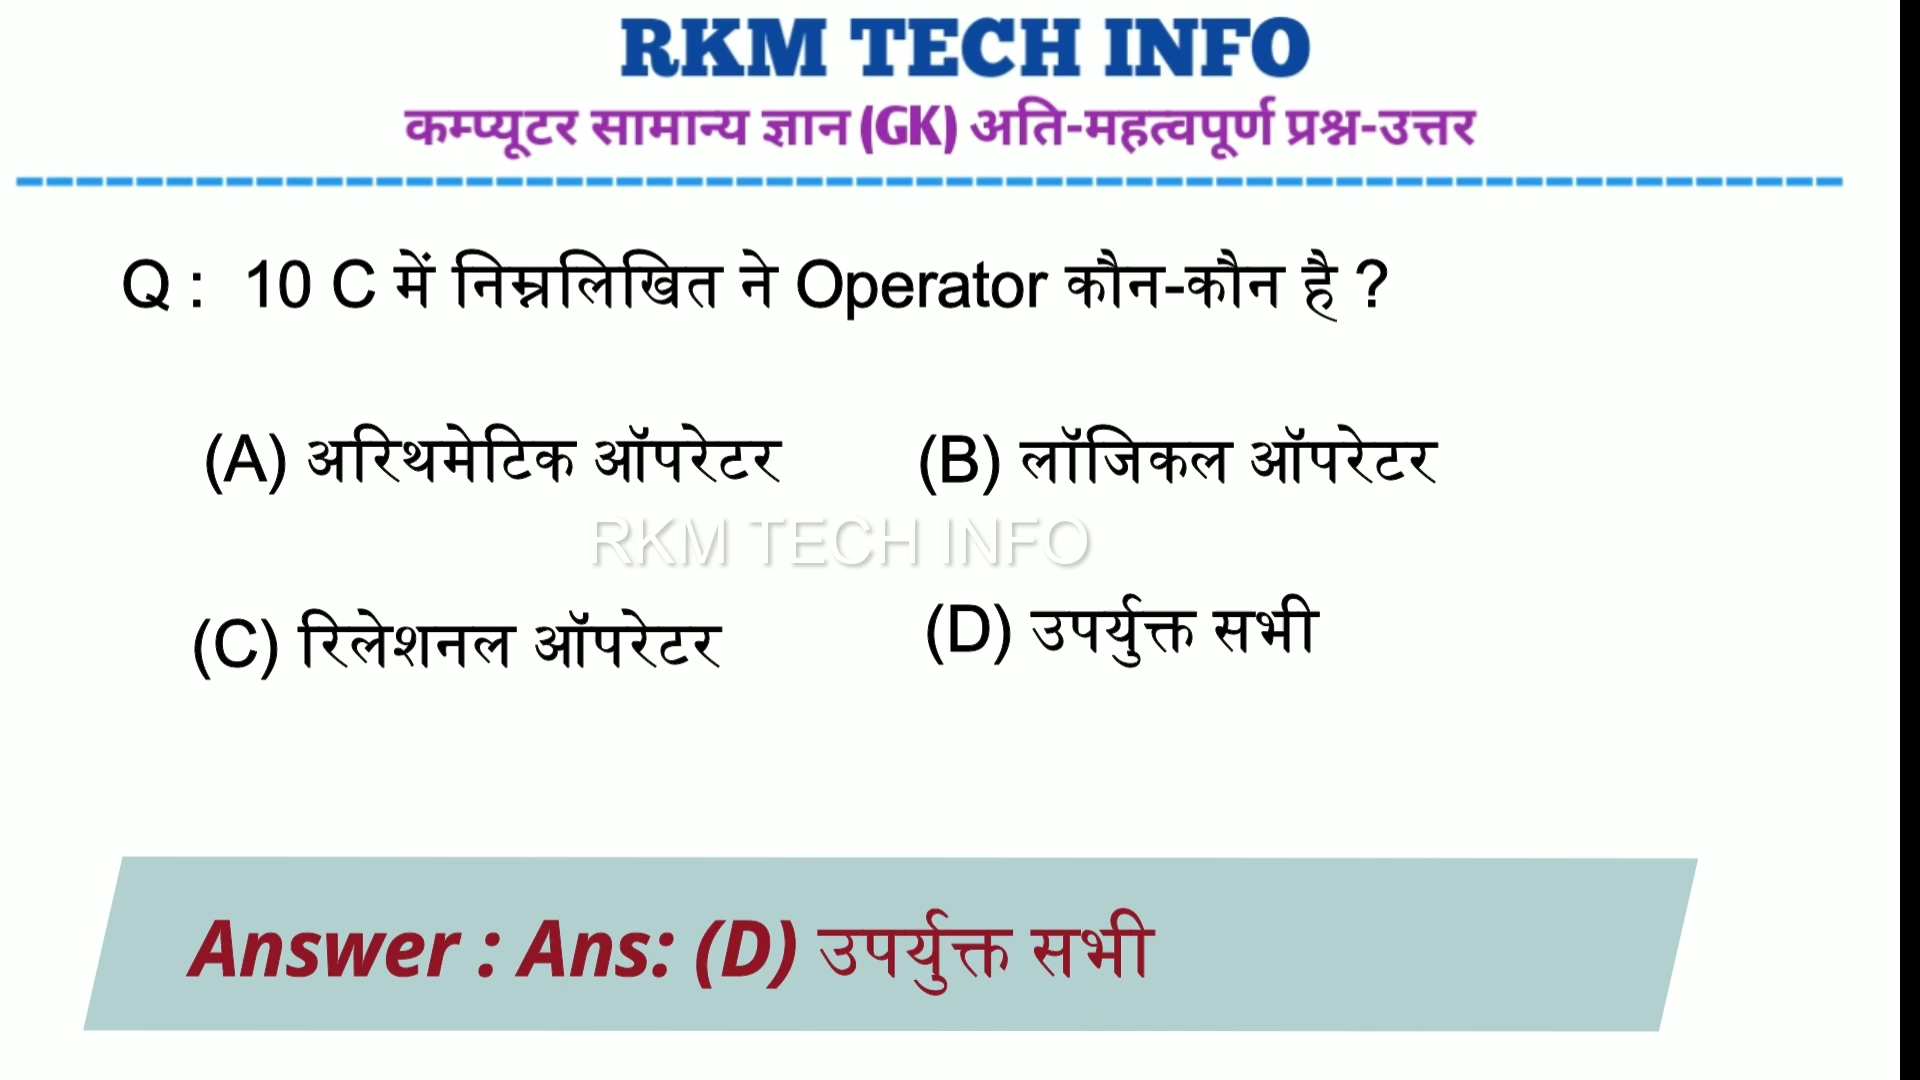 RKM TECH INFO
कम्प्यूटर सामान्य ज्ञान (GK) अति-महत्वपूर्ण प्रश्न-उत्तर
Q : 10 C में निम्नलिखित ने Operator कौन-कौन है ?
(A) अरिथमेटिक ऑपरेटर (B) लॉजिकल ऑपरेटर
RKM TECH INFO
(C) रिलेशनल ऑपरेटर (D) उपर्युक्त सभी
Answer : Ans: (D) उपर्युक्त सभी